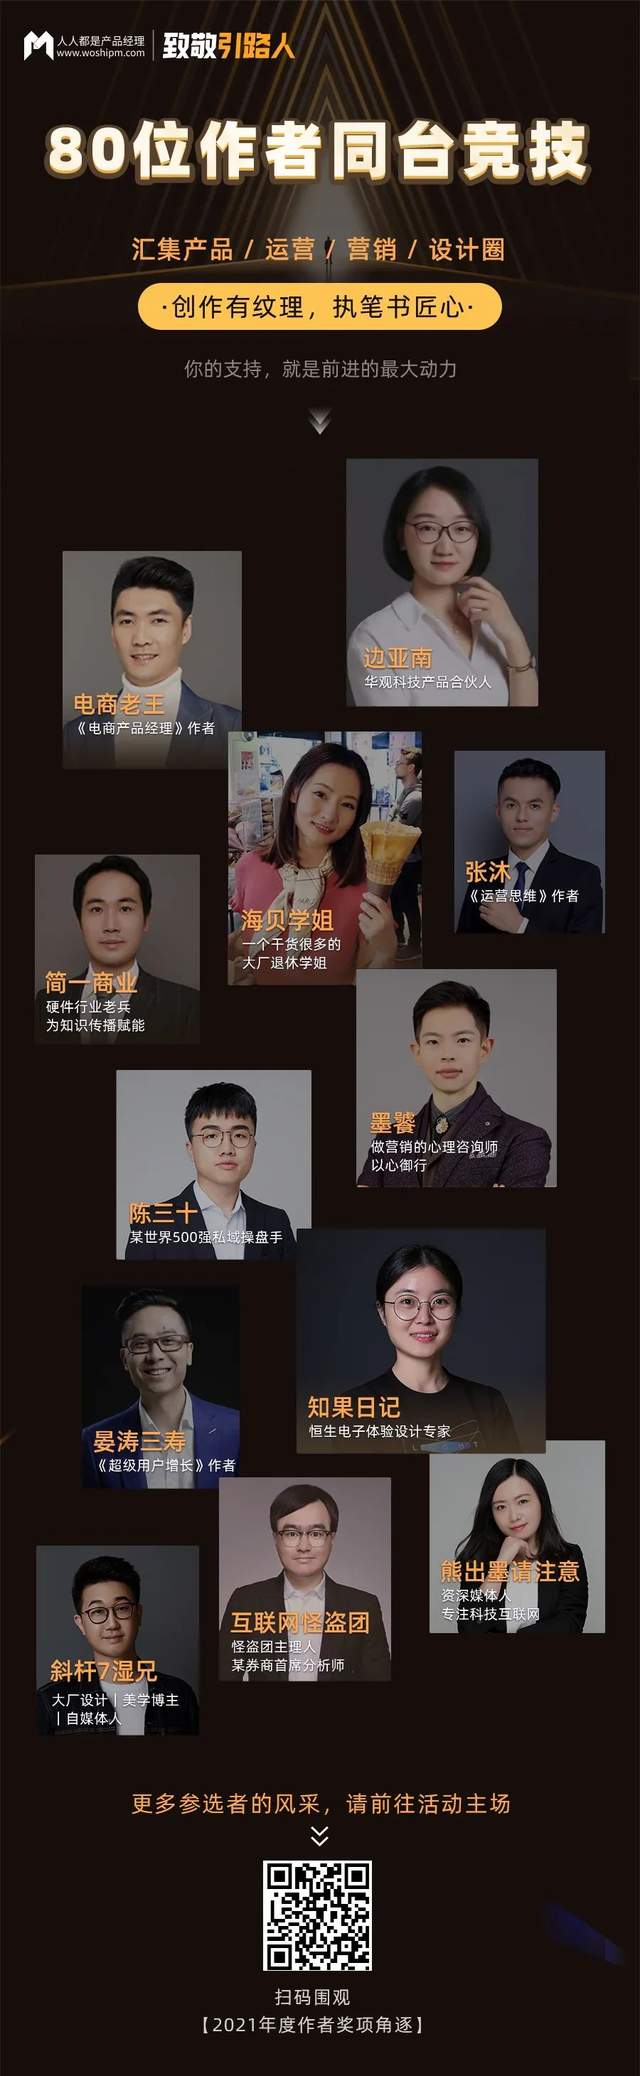 人人都是产品经理
www.woshipm.com
致敬引路人
80位作者同台竞技
汇集产品 / 运营 / 营销 / 设计圈
·创作有纹理，执笔书匠心·
你的支持，就是前进的最大动力
边亚南
华观科技产品合伙人
电商老王
《电商产品经理》作者
张沐
《运营思维》作者
海贝学姐
一个干货很多的
大厂退休学姐
简一商业
硬件行业老兵
为知识传播赋能
墨饕
做营销的心理咨询师
以心御行
陈三十
某世界500强私域操盘手
知果日记
恒生电子体验设计专家
晏涛三寿
《超级用户增长》作者
熊出墨请注意
资深媒体人
专注科技互联网
互联网怪盗团
怪盗团主理人
某券商首席分析师
斜杆7湿兄
大厂设计｜美学博主
｜自媒体人
更多参选者的风采，请前往活动主场
扫码围观
【2021年度作者奖项角逐】